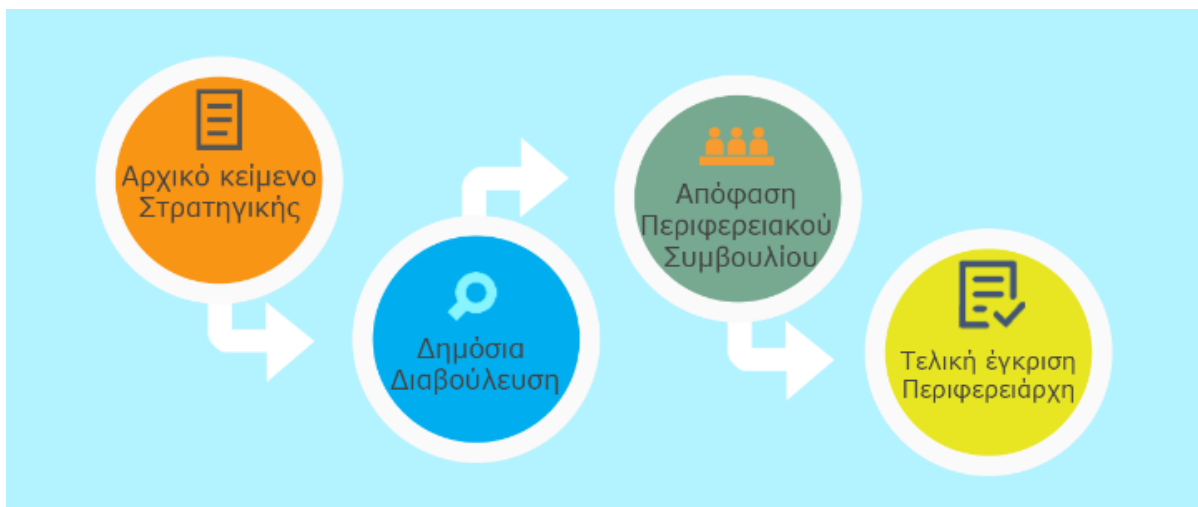 Αρχικό κείμενο
Στρατηγικής
Δημόσια
Διαβούλευση
Απόφαση
Περιφερειακού
Συμβουλίου
Τελική έγκριση
Περιφερειάρχη